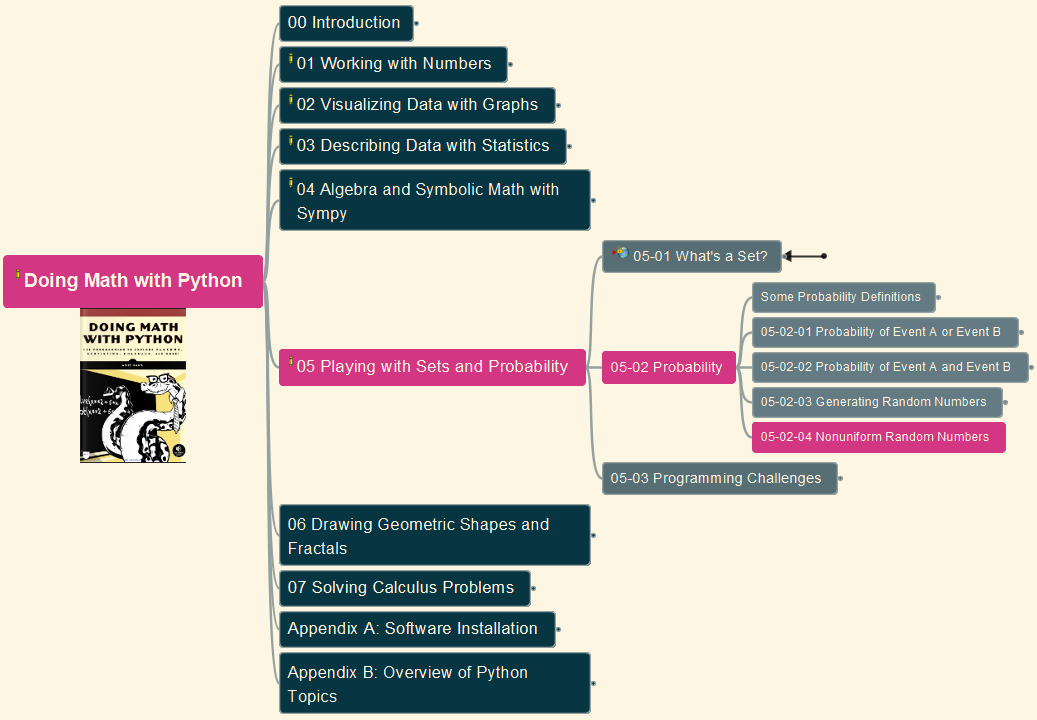 00 Introduction
01 Working with Numbers
02 Visualizing Data with Graphs
03 Describing Data with Statistics
04 Algebra and Symbolic Math with
Sympy
Doing Math with Python
DOING MATH
WITH PYTHON
05 Playing with Sets and Probability
05-01 What's a Set?
05-02 Probability
Some Probability Definitions
05-02-01 Probability of Event A or Event B
05-02-02 Probability of Event A and Event B
05-02-03 Generating Random Numbers
05-02-04 Nonuniform Random Numbers
05-03 Programming Challenges
06 Drawing Geometric Shapes and
Fractals
07 Solving Calculus Problems
Appendix A: Software Installation
Appendix B: Overview of Python
Topics